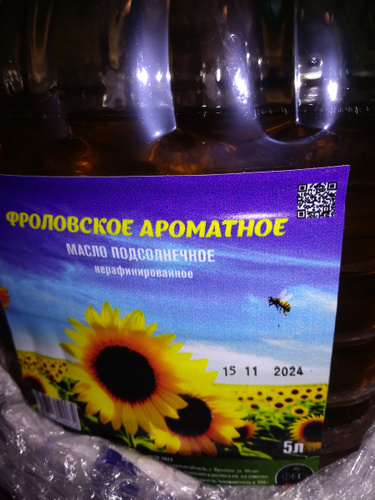 ФРОЛОВСКОЕ АРОМАТНОЕ
МАСЛО ПОДСОЛНЕЧНОЕ
нерафинированное
15 11 2024
5л